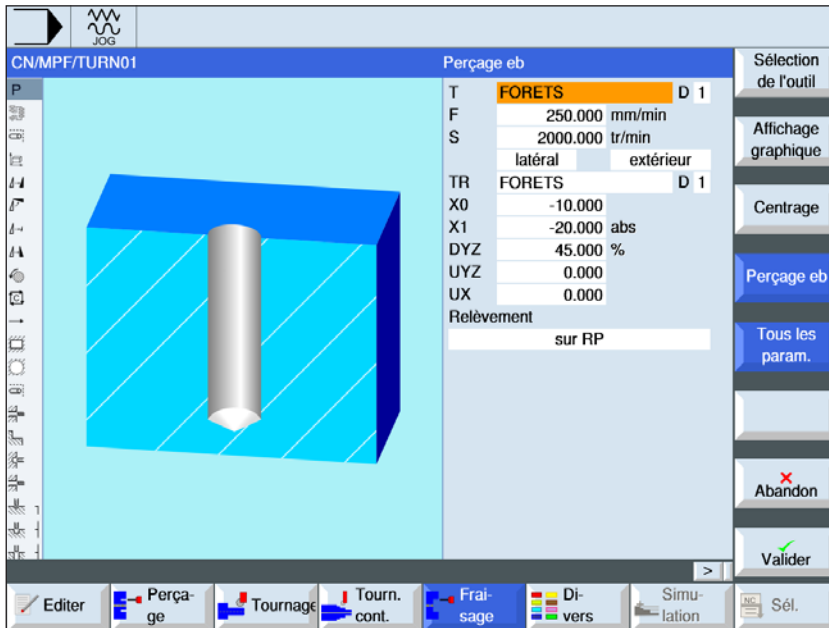 JOG
CN/MPF/TURN01
Perçage eb
P
T FORETS D 1
F 250.000 mm/min
S 2000.000 tr/min
latéral extérieur
TR FORETS D 1
X0 -10.000
X1 -20.000 abs
DYZ 45.000 %
UYZ 0.000
UX 0.000
Relèvement
sur RP
Sélection
de l'outil
Affichage
graphique
Centrage
Perçage eb
Tous les
param.
Abandon
Valider
>
Editer
Perça-
ge
Tournage
Tourn.
cont.
Frai-
sage
Di-
vers
Simu-
lation
NC
Sél.